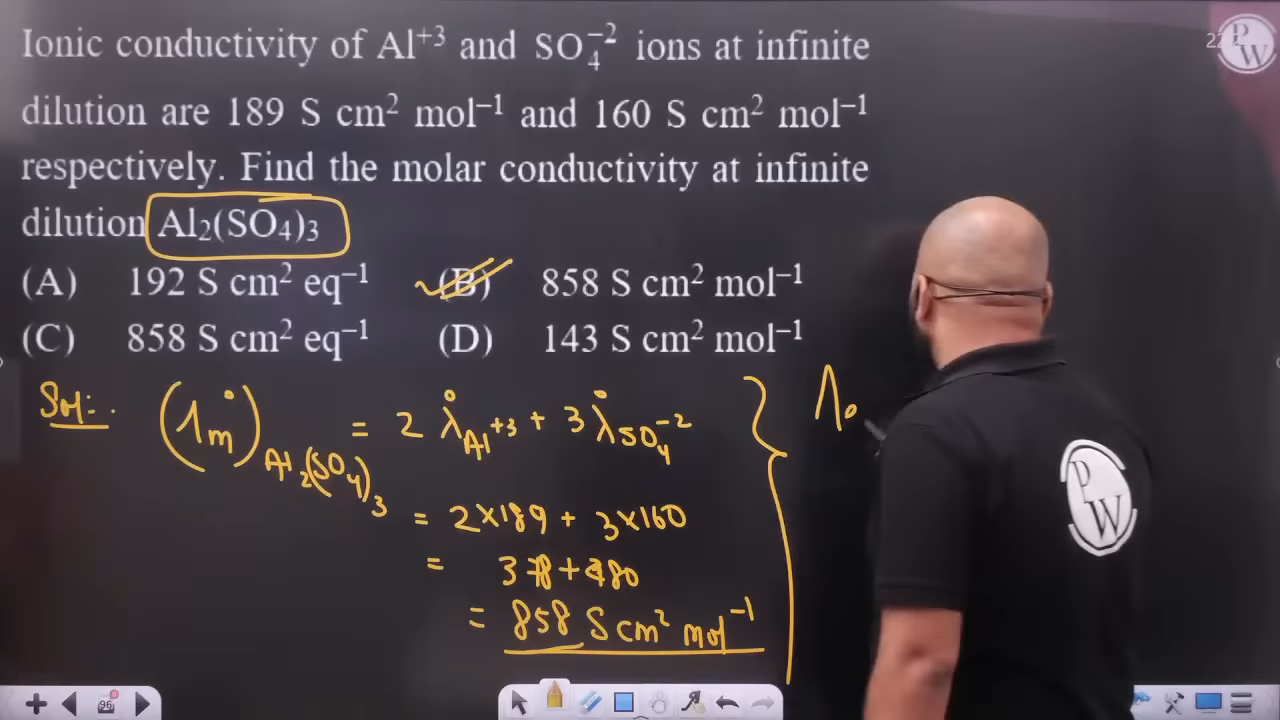 Ionic conductivity of Al⁺³ and SO₄⁻² ions at infinite
dilution are 189 S cm² mol⁻¹ and 160 S cm² mol⁻¹
respectively. Find the molar conductivity at infinite
dilution Al₂(SO₄)₃
(A) 192 S cm² eq⁻¹ (B) 858 S cm² mol⁻¹
(C) 858 S cm² eq⁻¹ (D) 143 S cm² mol⁻¹
Sol:-. (Λ°m)Al₂(SO₄)₃ = 2 λ°Al⁺³ + 3 λ°SO₄⁻² } Λ₀
= 2×189 + 3×160
= 378+480
= 858 S cm² mol⁻¹
PW
PW
96